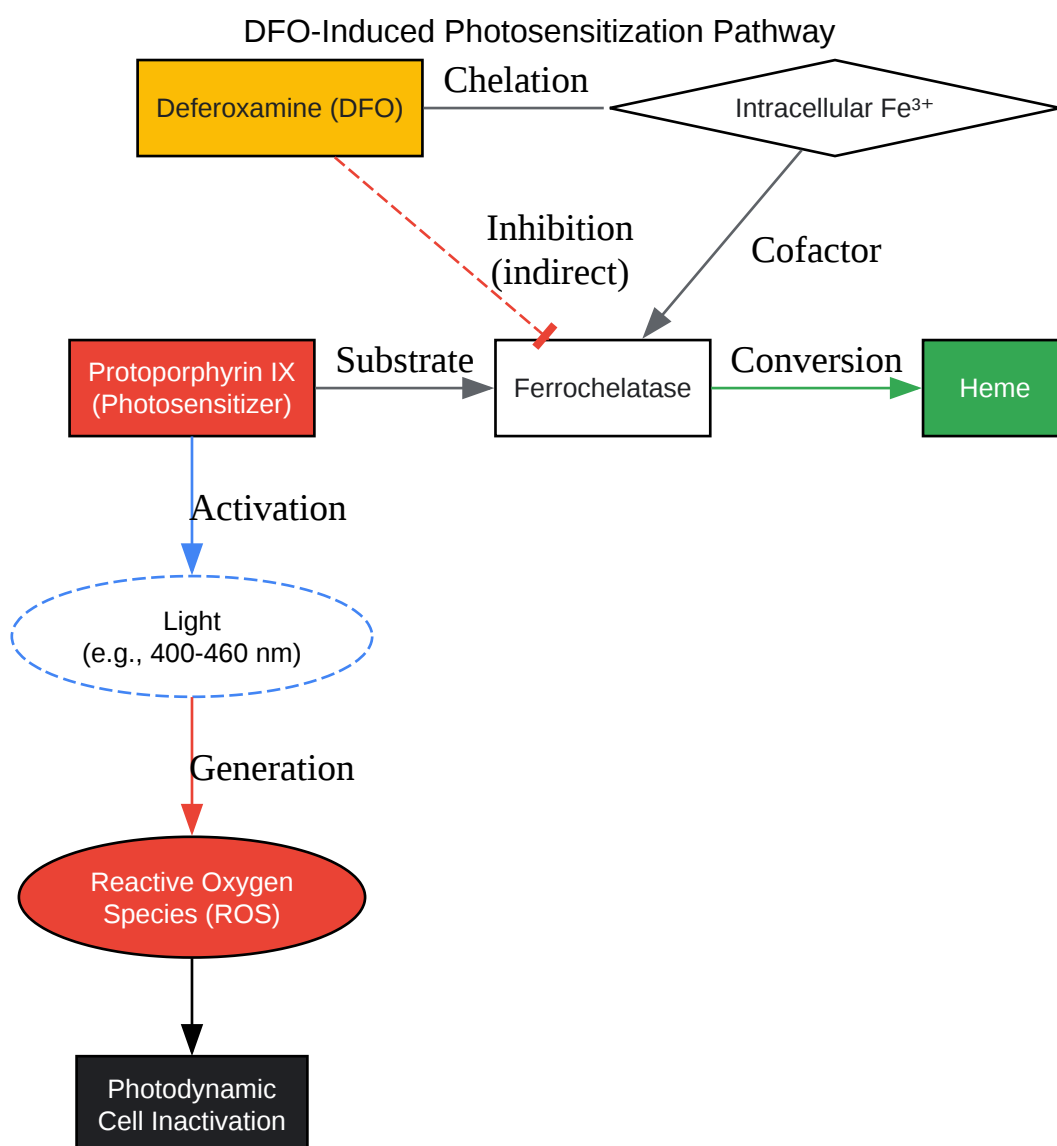 DFO-Induced Photosensitization Pathway
Chelation
Deferoxamine (DFO)
Intracellular Fe³⁺
Inhibition
(indirect)
Cofactor
Protoporphyrin IX
(Photosensitizer)
Substrate
Ferrochelatase
Conversion
Heme
Activation
Light
(e.g., 400-460 nm)
Generation
Reactive Oxygen
Species (ROS)
Photodynamic
Cell Inactivation